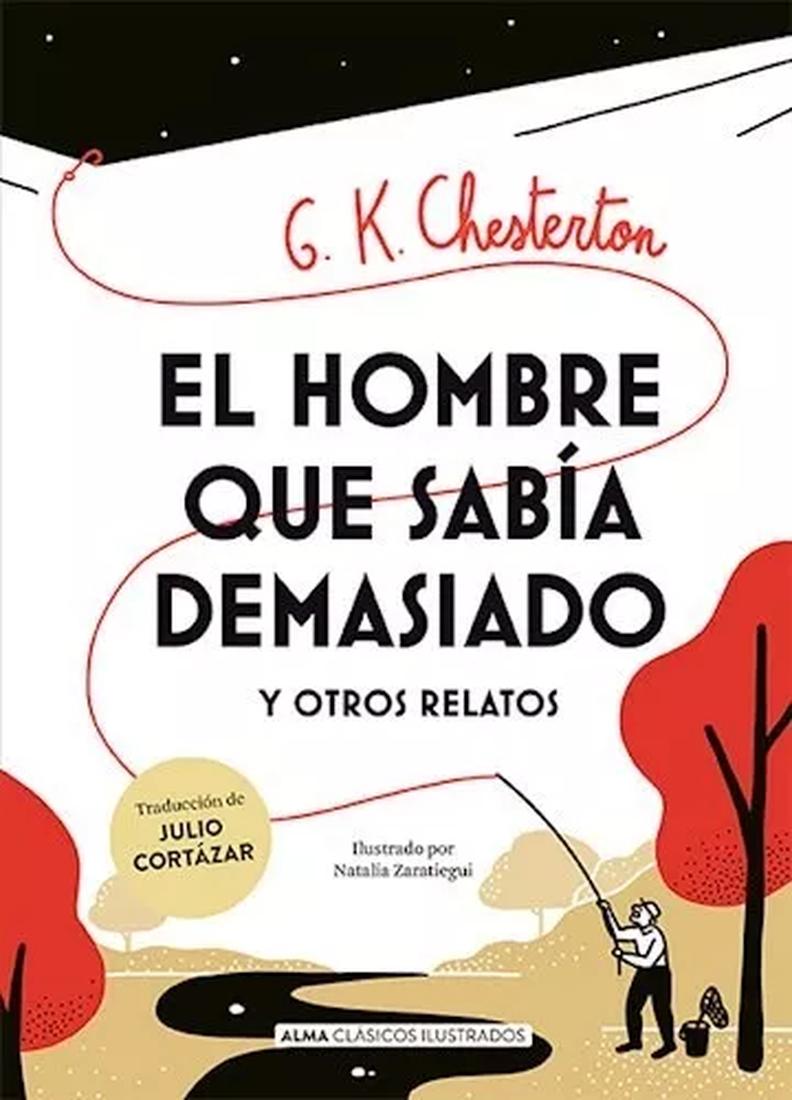 G. K. Chesterton
EL HOMBRE
QUE SABÍA
DEMASIADO
Y OTROS RELATOS
Traducción de
JULIO
CORTÁZAR
Ilustrado por
Natalia Zaratiegui
ALMA CLÁSICOS ILUSTRADOS